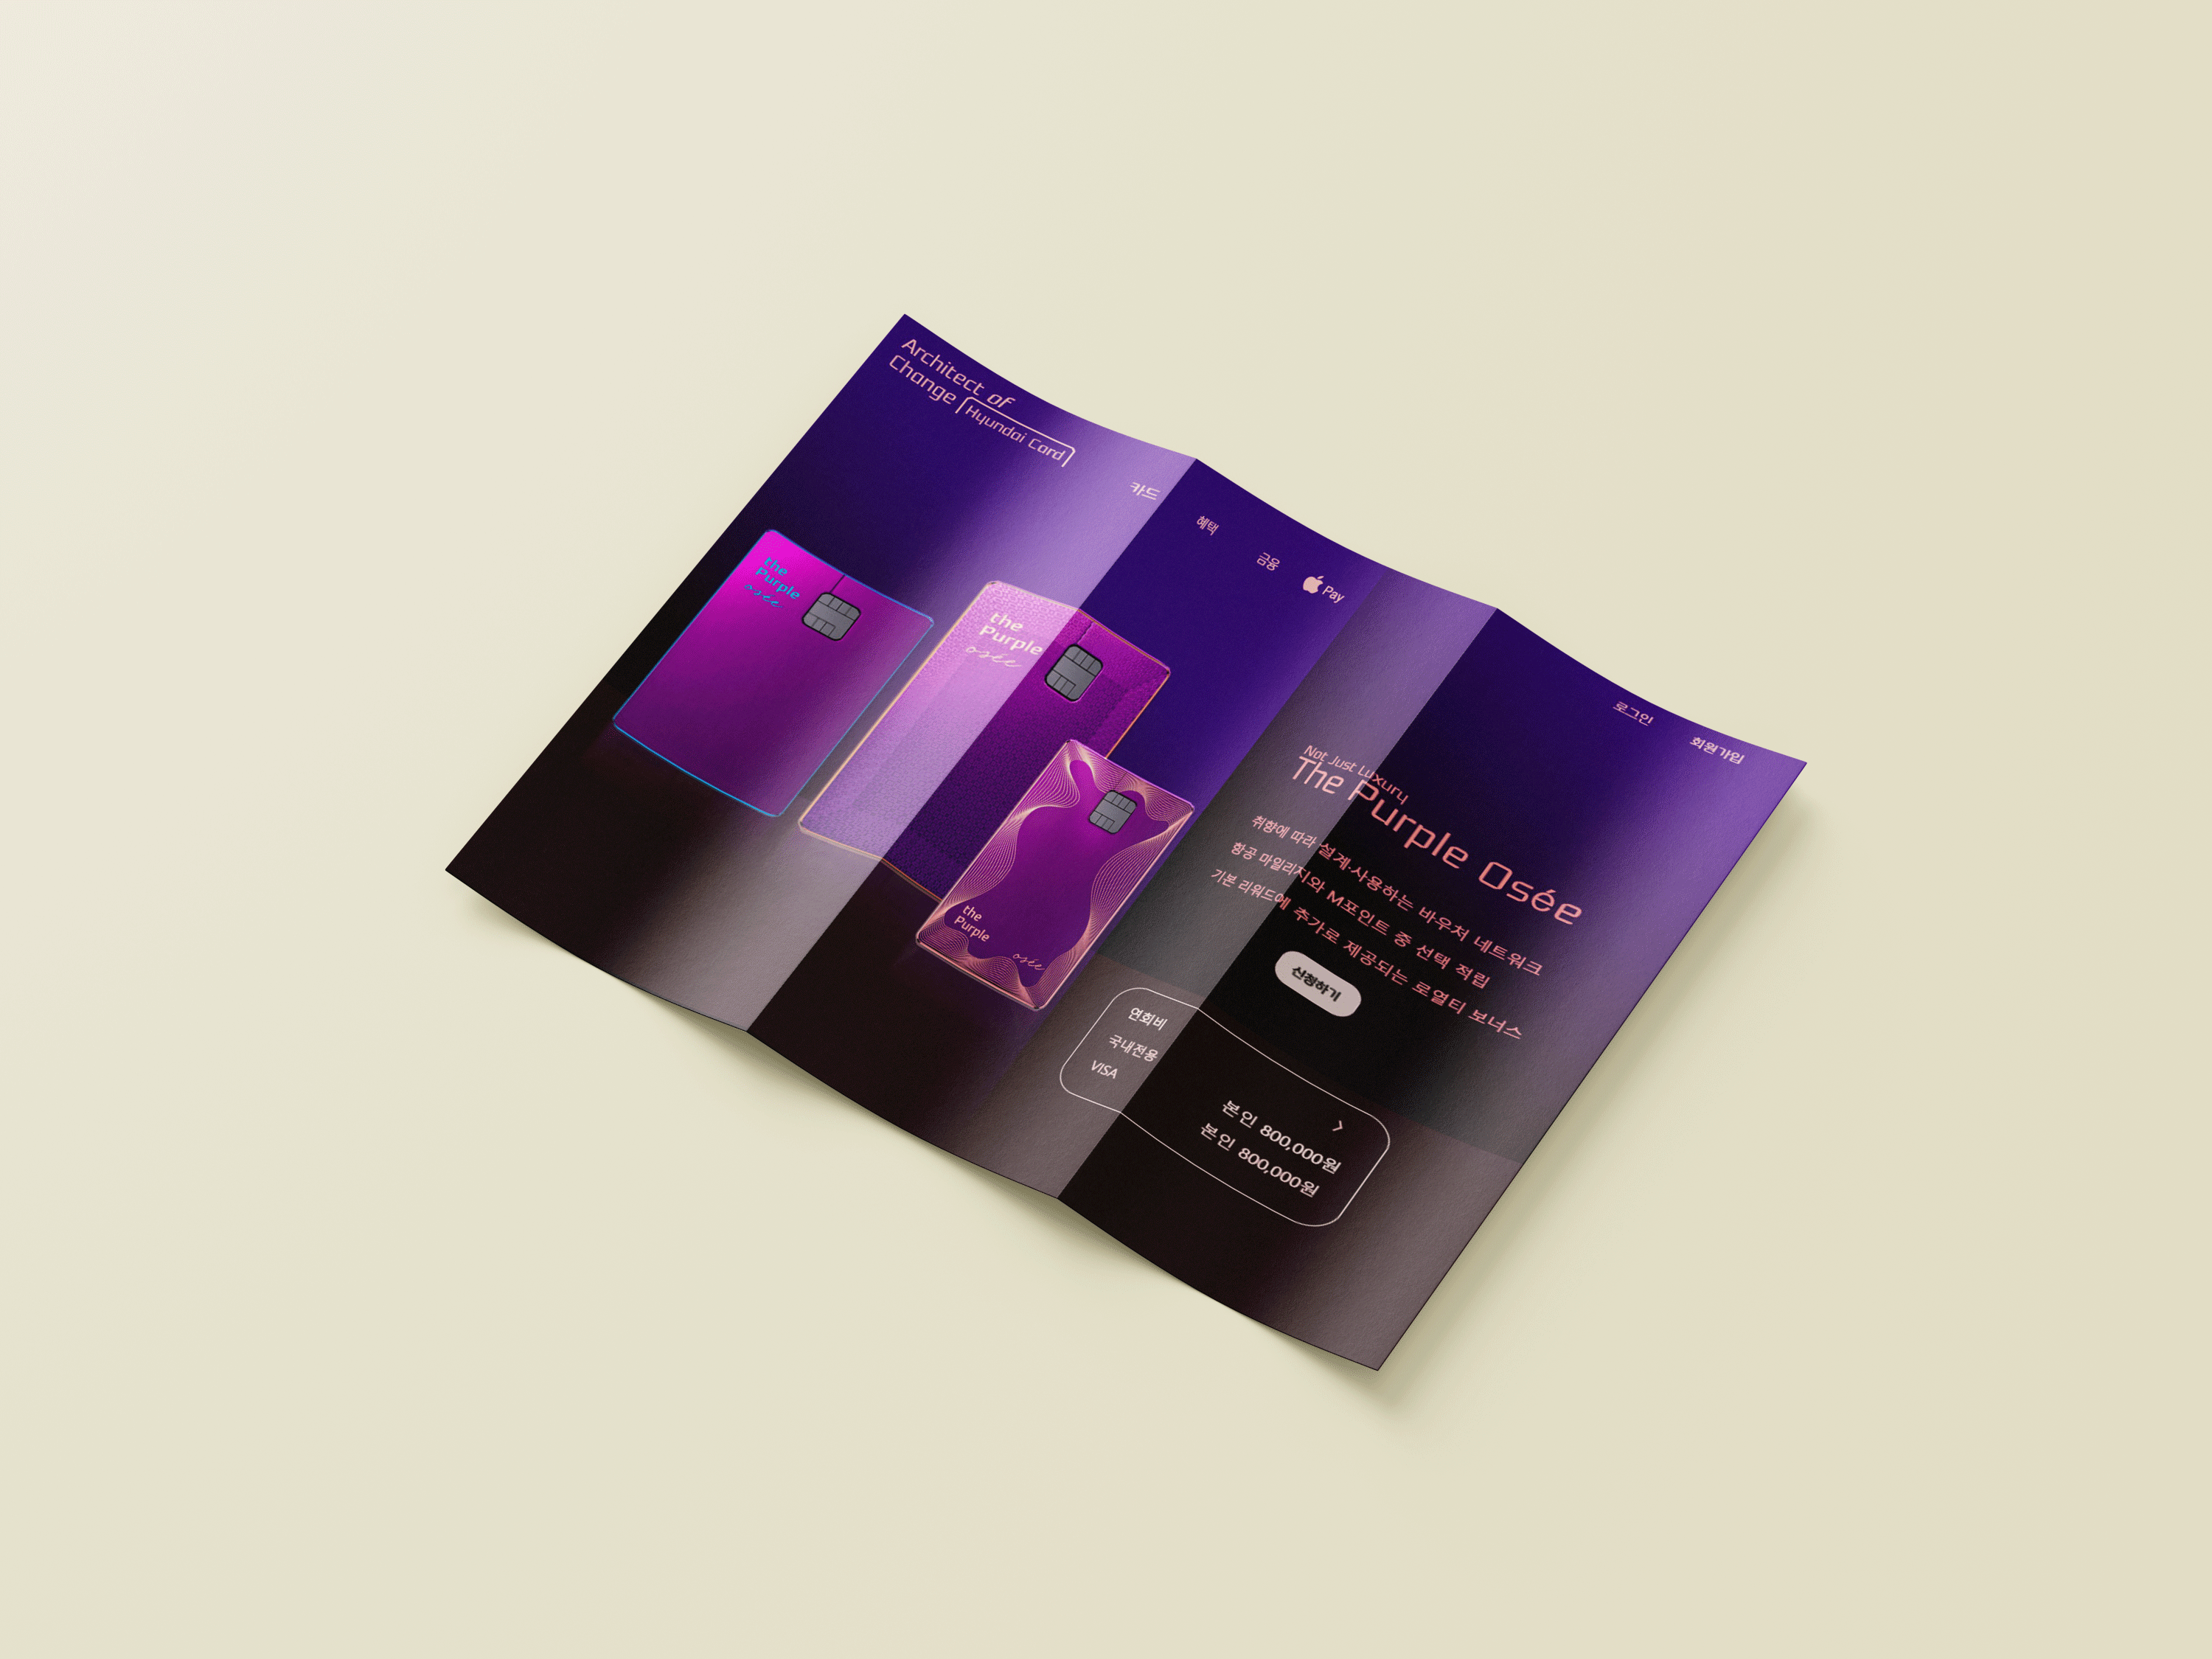 Architect of
Change Hyundai Card
카드
혜택
금융
Pay
로그인
회원가입
the
Purple
osée
the
Purple
osée
the
Purple
osée
Not Just Luxury
The Purple Osée
취향에 따라 설계·사용하는 바우처 네트워크
항공 마일리지와 M포인트 중 선택 적립
기본 리워드에 추가로 제공되는 로열티 보너스
신청하기
연회비 >
국내전용 본인 800,000원
VISA 본인 800,000원